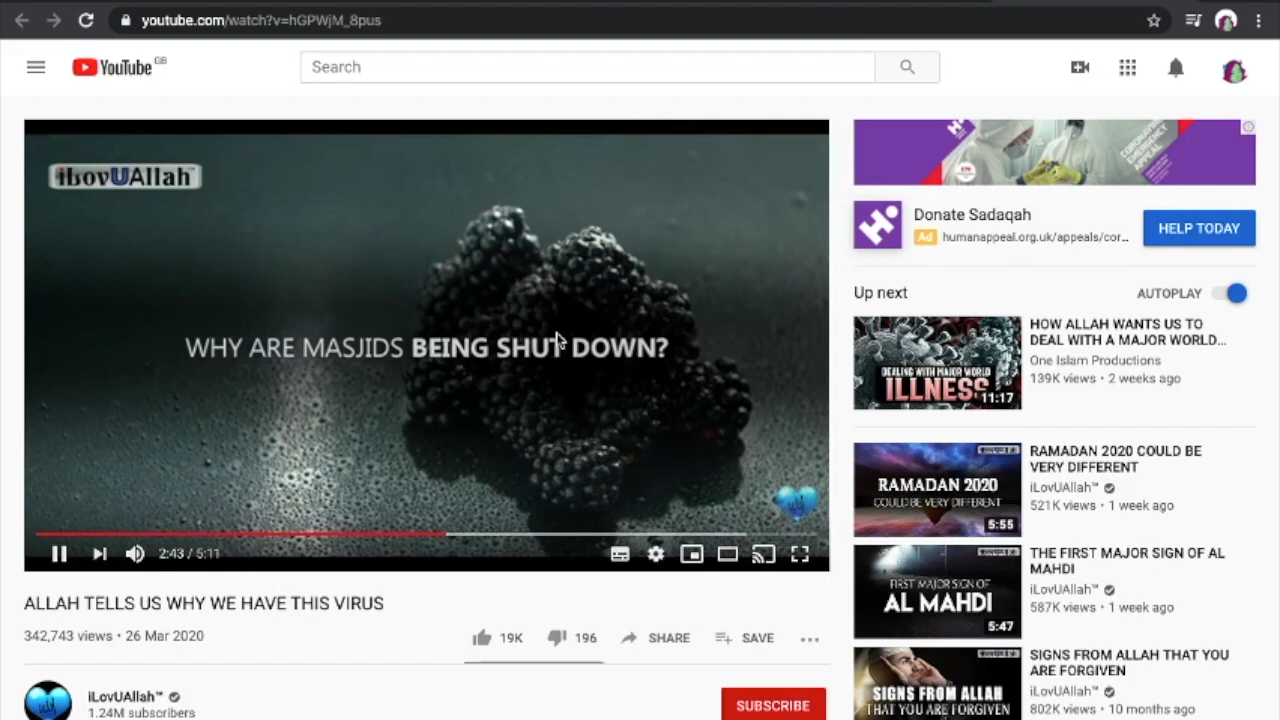 youtube.com/watch?v=hGPWjM_8pus
YouTube GB
Search
iLovUAllah™
WHY ARE MASJIDS BEING SHUT DOWN?
2:43 / 5:11
ALLAH TELLS US WHY WE HAVE THIS VIRUS
342,743 views • 26 Mar 2020
19K
196
SHARE
SAVE
iLovUAllah™
1.24M subscribers
SUBSCRIBE
CORONAVIRUS
EMERGENCY
APPEAL
Donate Sadaqah
Ad humanappeal.org.uk/appeals/cor...
HELP TODAY
Up next
AUTOPLAY
DEALING WITH MAJOR WORLD
ILLNESS
11:17
HOW ALLAH WANTS US TO
DEAL WITH A MAJOR WORLD...
One Islam Productions
139K views • 2 weeks ago
RAMADAN 2020
COULD BE VERY DIFFERENT
5:55
RAMADAN 2020 COULD BE
VERY DIFFERENT
iLovUAllah™
521K views • 1 week ago
FIRST MAJOR SIGN OF
AL MAHDI
5:47
THE FIRST MAJOR SIGN OF AL
MAHDI
iLovUAllah™
587K views • 1 week ago
SIGNS FROM ALLAH
THAT YOU ARE FORGIVEN
SIGNS FROM ALLAH THAT YOU
ARE FORGIVEN
iLovUAllah™
802K views • 10 months ago